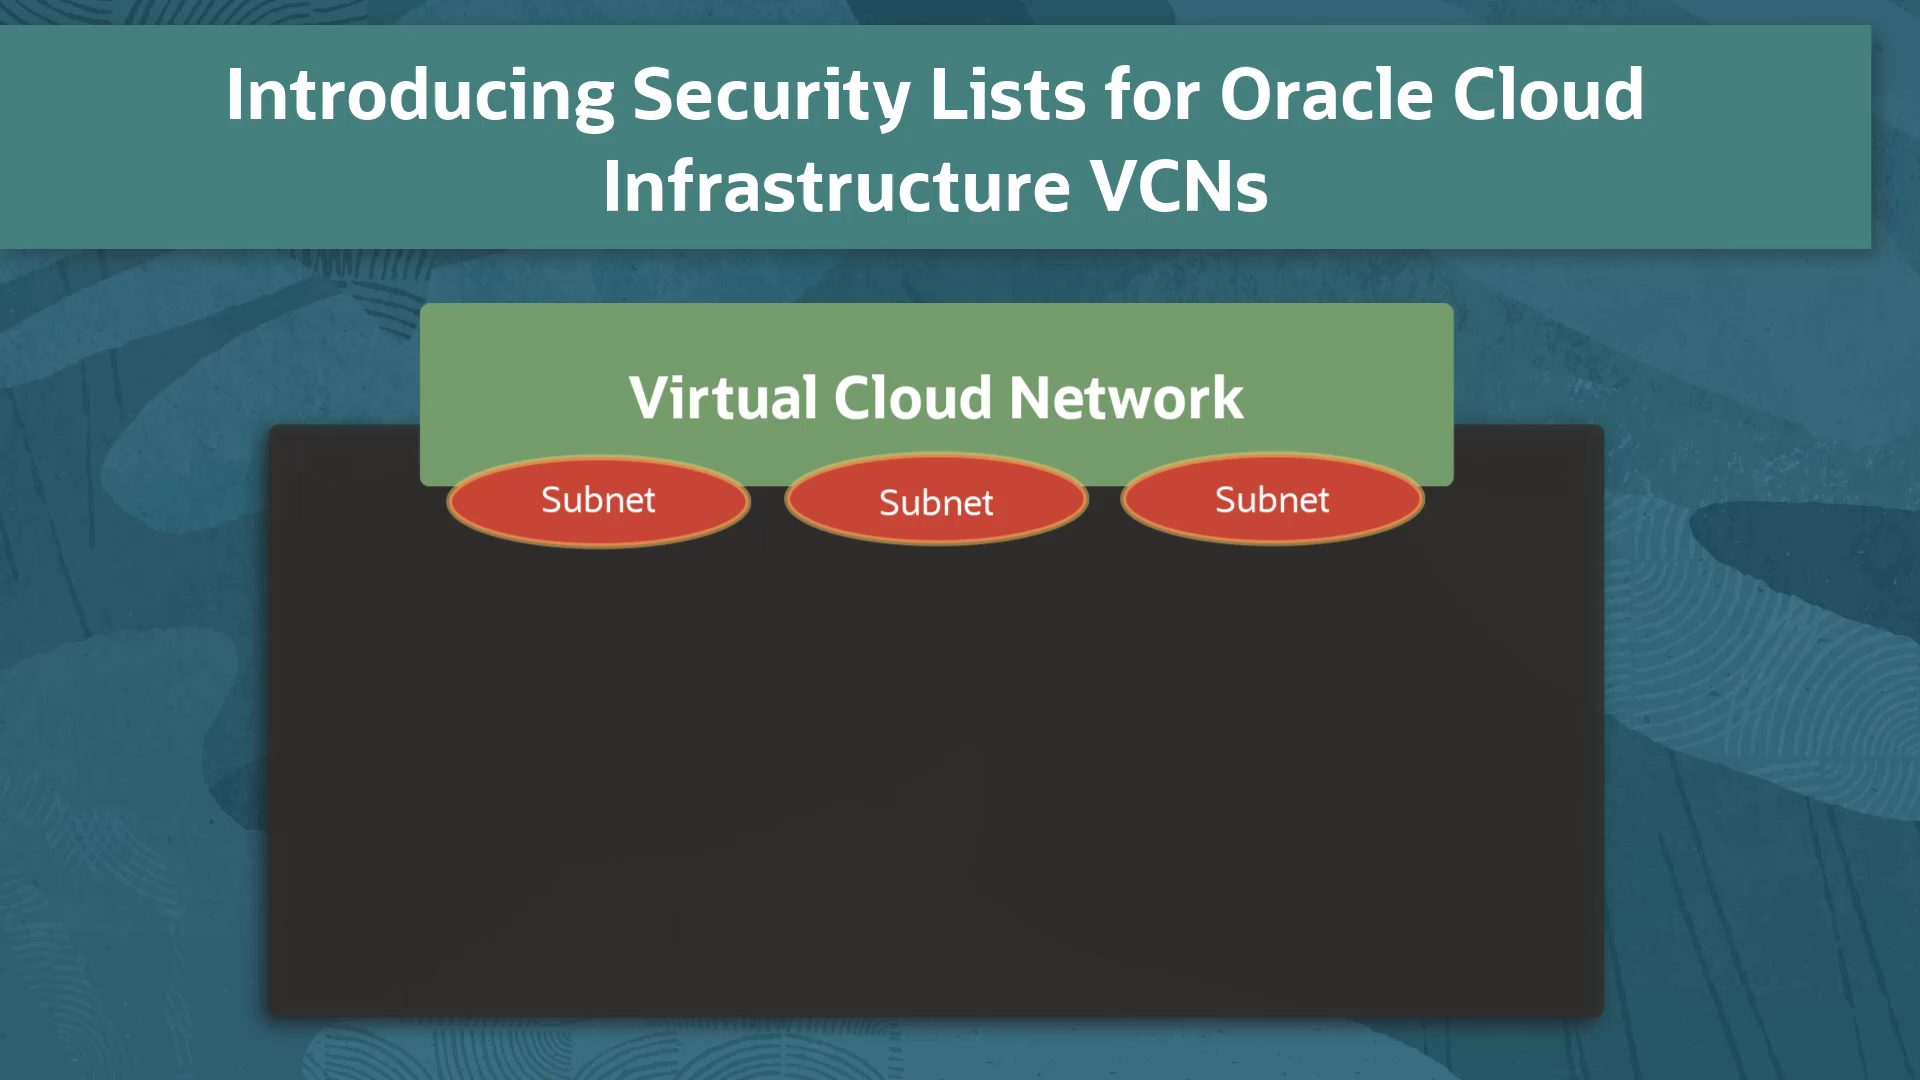 Introducing Security Lists for Oracle Cloud
Infrastructure VCNs
Virtual Cloud Network
Subnet
Subnet
Subnet